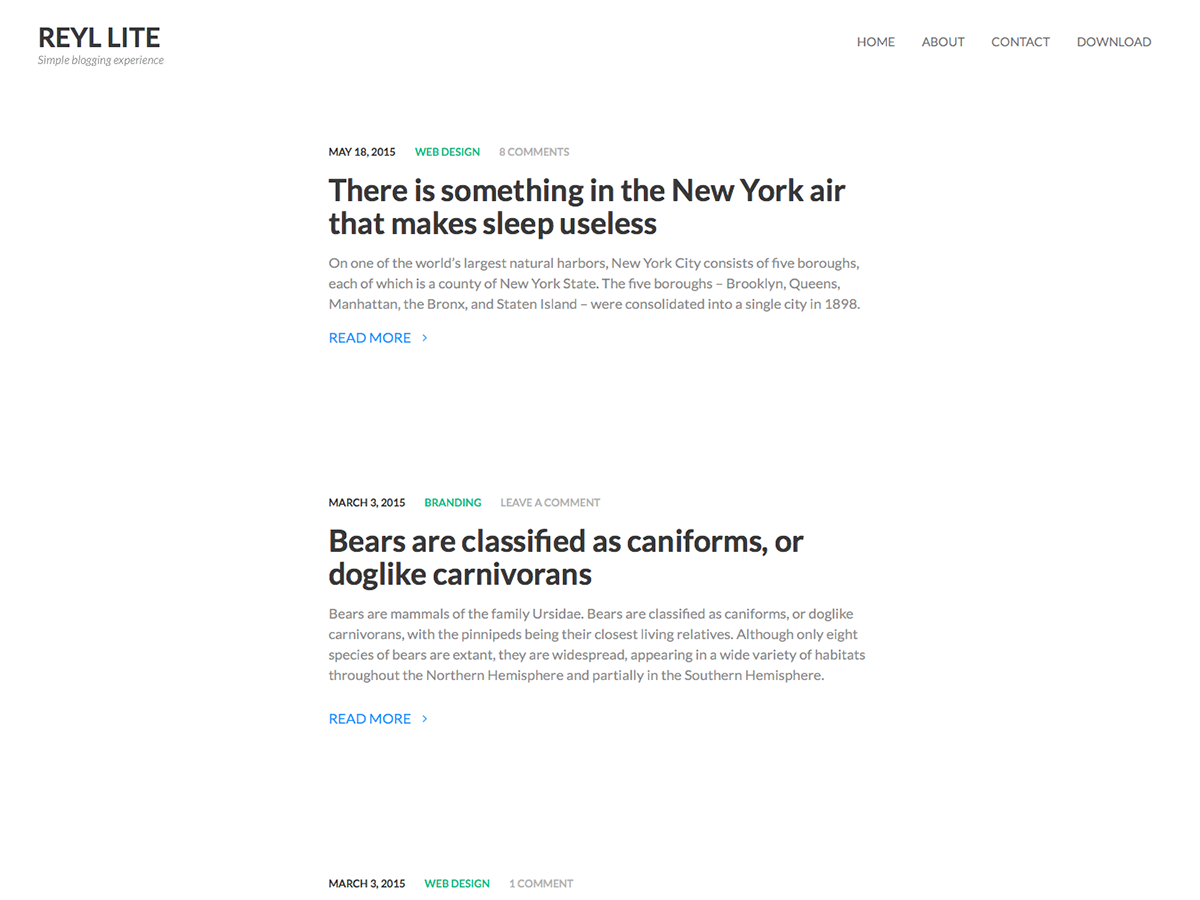 REYL LITE
Simple blogging experience
HOME ABOUT CONTACT DOWNLOAD
MAY 18, 2015 WEB DESIGN 8 COMMENTS
There is something in the New York air
that makes sleep useless
On one of the world's largest natural harbors, New York City consists of five boroughs,
each of which is a county of New York State. The five boroughs – Brooklyn, Queens,
Manhattan, the Bronx, and Staten Island – were consolidated into a single city in 1898.
READ MORE >
MARCH 3, 2015 BRANDING LEAVE A COMMENT
Bears are classified as caniforms, or
doglike carnivorans
Bears are mammals of the family Ursidae. Bears are classified as caniforms, or doglike
carnivorans, with the pinnipeds being their closest living relatives. Although only eight
species of bears are extant, they are widespread, appearing in a wide variety of habitats
throughout the Northern Hemisphere and partially in the Southern Hemisphere.
READ MORE >
MARCH 3, 2015 WEB DESIGN 1 COMMENT